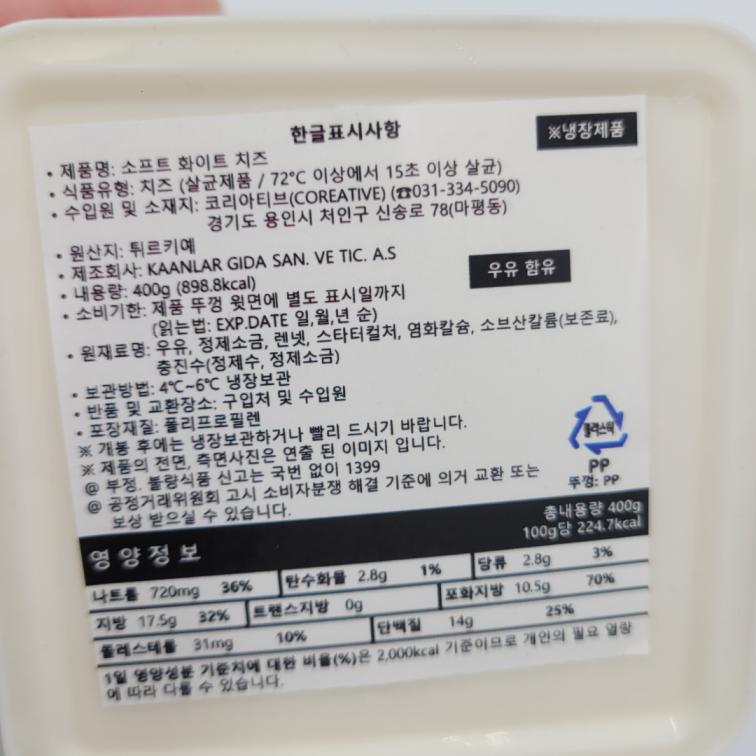 한글표시사항
※냉장제품
• 제품명: 소프트 화이트 치즈
• 식품유형: 치즈 (살균제품 / 72°C 이상에서 15초 이상 살균)
• 수입원 및 소재지: 코리아티브(COREATIVE) (☎031-334-5090)
경기도 용인시 처인구 신송로 78(마평동)
• 원산지: 튀르키예
• 제조회사: KAANLAR GIDA SAN. VE TIC. A.S
• 내용량: 400g (898.8kcal)
우유 함유
• 소비기한: 제품 뚜껑 윗면에 별도 표시일까지
(읽는법: EXP.DATE 일,월,년 순)
• 원재료명: 우유, 정제소금, 렌넷, 스타터컬처, 염화칼슘, 소브산칼륨(보존료),
충진수(정제수, 정제소금)
• 보관방법: 4℃~6℃ 냉장보관
• 반품 및 교환장소: 구입처 및 수입원
• 포장재질: 폴리프로필렌
※ 개봉 후에는 냉장보관하거나 빨리 드시기 바랍니다.
※ 제품의 전면, 측면사진은 연출 된 이미지 입니다.
@ 부정. 불량식품 신고는 국번 없이 1399
@ 공정거래위원회 고시 소비자분쟁 해결 기준에 의거 교환 또는
보상 받으실 수 있습니다.
플라스틱
PP
뚜껑: PP
영양정보
총내용량 400g
100g당 224.7kcal
나트륨 720mg 36% 탄수화물 2.8g 1% 당류 2.8g 3%
지방 17.5g 32% 트랜스지방 0g 포화지방 10.5g 70%
콜레스테롤 31mg 10% 단백질 14g 25%
1일 영양성분 기준치에 대한 비율(%)은 2,000kcal 기준이므로 개인의 필요 열량
에 따라 다를 수 있습니다.